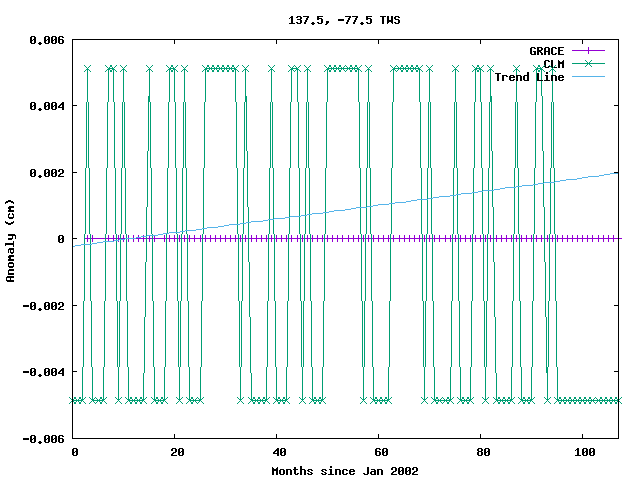 137.5, -77.5 TWS
GRACE
CLM
Trend Line
Anomaly (cm)
0.006
0.004
0.002
0
-0.002
-0.004
-0.006
0 20 40 60 80 100
Months since Jan 2002